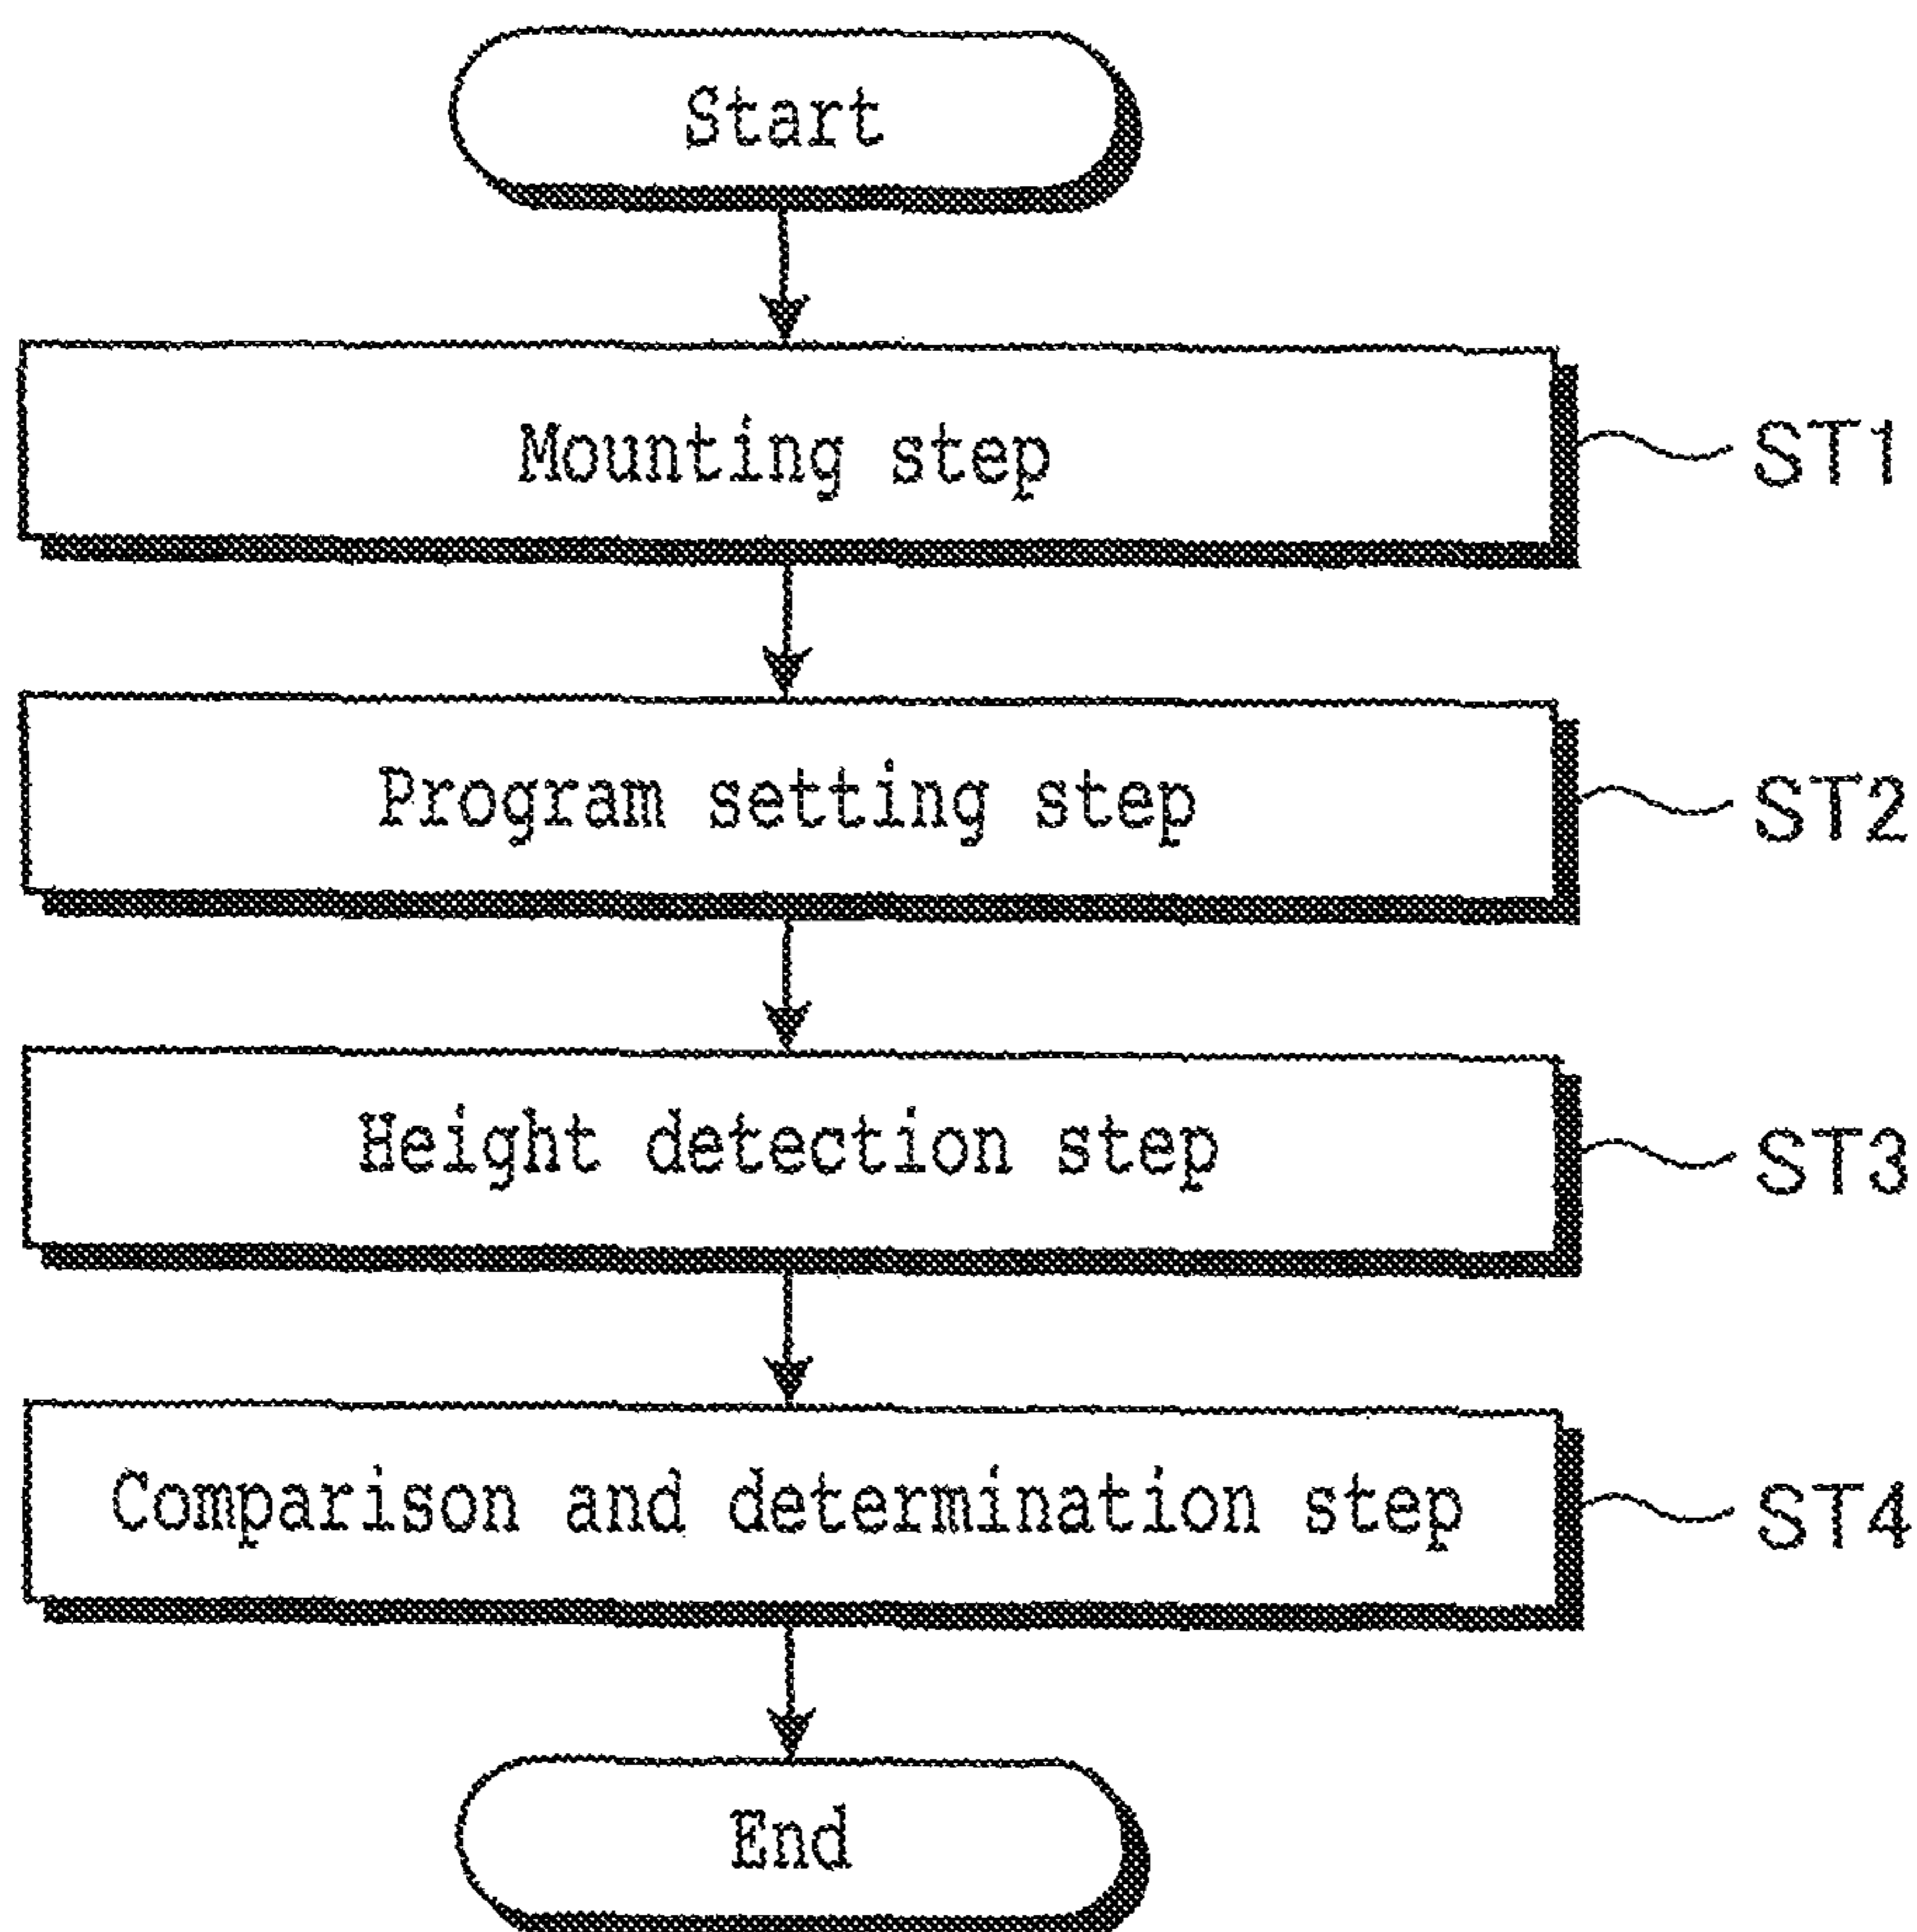 Start
Mounting step
ST1
Program setting step
ST2
Height detection step
ST3
Comparison and determination step
ST4
End